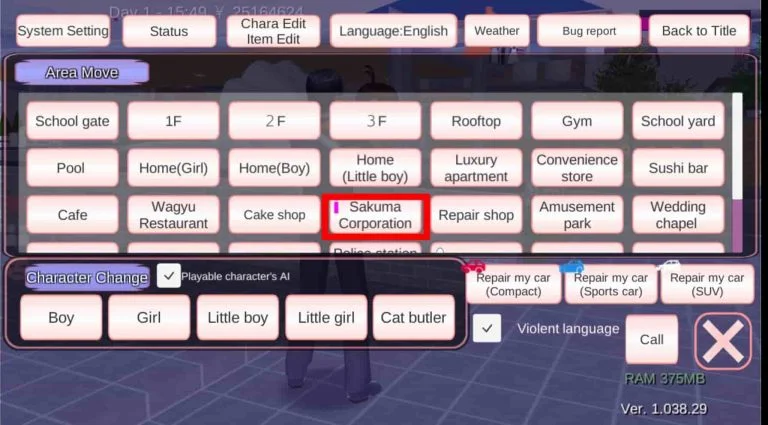 Day 1 - 15:49 ¥ 25164624
System Setting
Status
Chara Edit
Item Edit
Language:English
Weather
Bug report
Back to Title
Area Move
School gate
1F
2F
3F
Rooftop
Gym
School yard
Pool
Home(Girl)
Home(Boy)
Home
(Little boy)
Luxury
apartment
Convenience
store
Sushi bar
Cafe
Wagyu
Restaurant
Cake shop
Sakuma
Corporation
Repair shop
Amusement
park
Wedding
chapel
Police station
Character Change
Playable character's AI
Repair my car
(Compact)
Repair my car
(Sports car)
Repair my car
(SUV)
Boy
Girl
Little boy
Little girl
Cat butler
Violent language
Call
RAM 375MB
Ver. 1.038.29